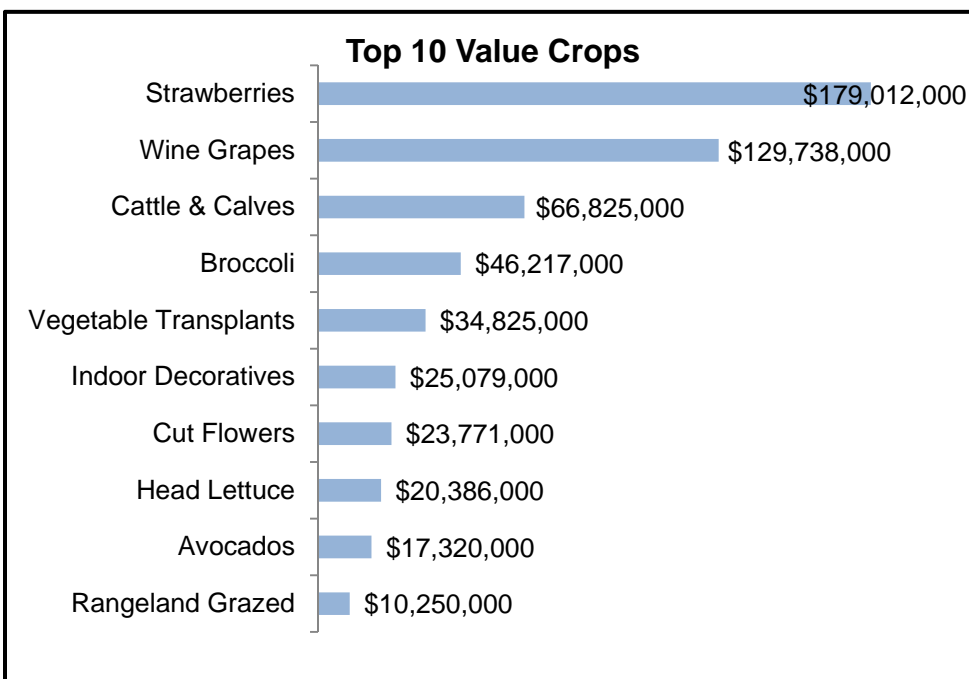 Top 10 Value Crops
Strawberries $179,012,000
Wine Grapes $129,738,000
Cattle & Calves $66,825,000
Broccoli $46,217,000
Vegetable Transplants $34,825,000
Indoor Decoratives $25,079,000
Cut Flowers $23,771,000
Head Lettuce $20,386,000
Avocados $17,320,000
Rangeland Grazed $10,250,000